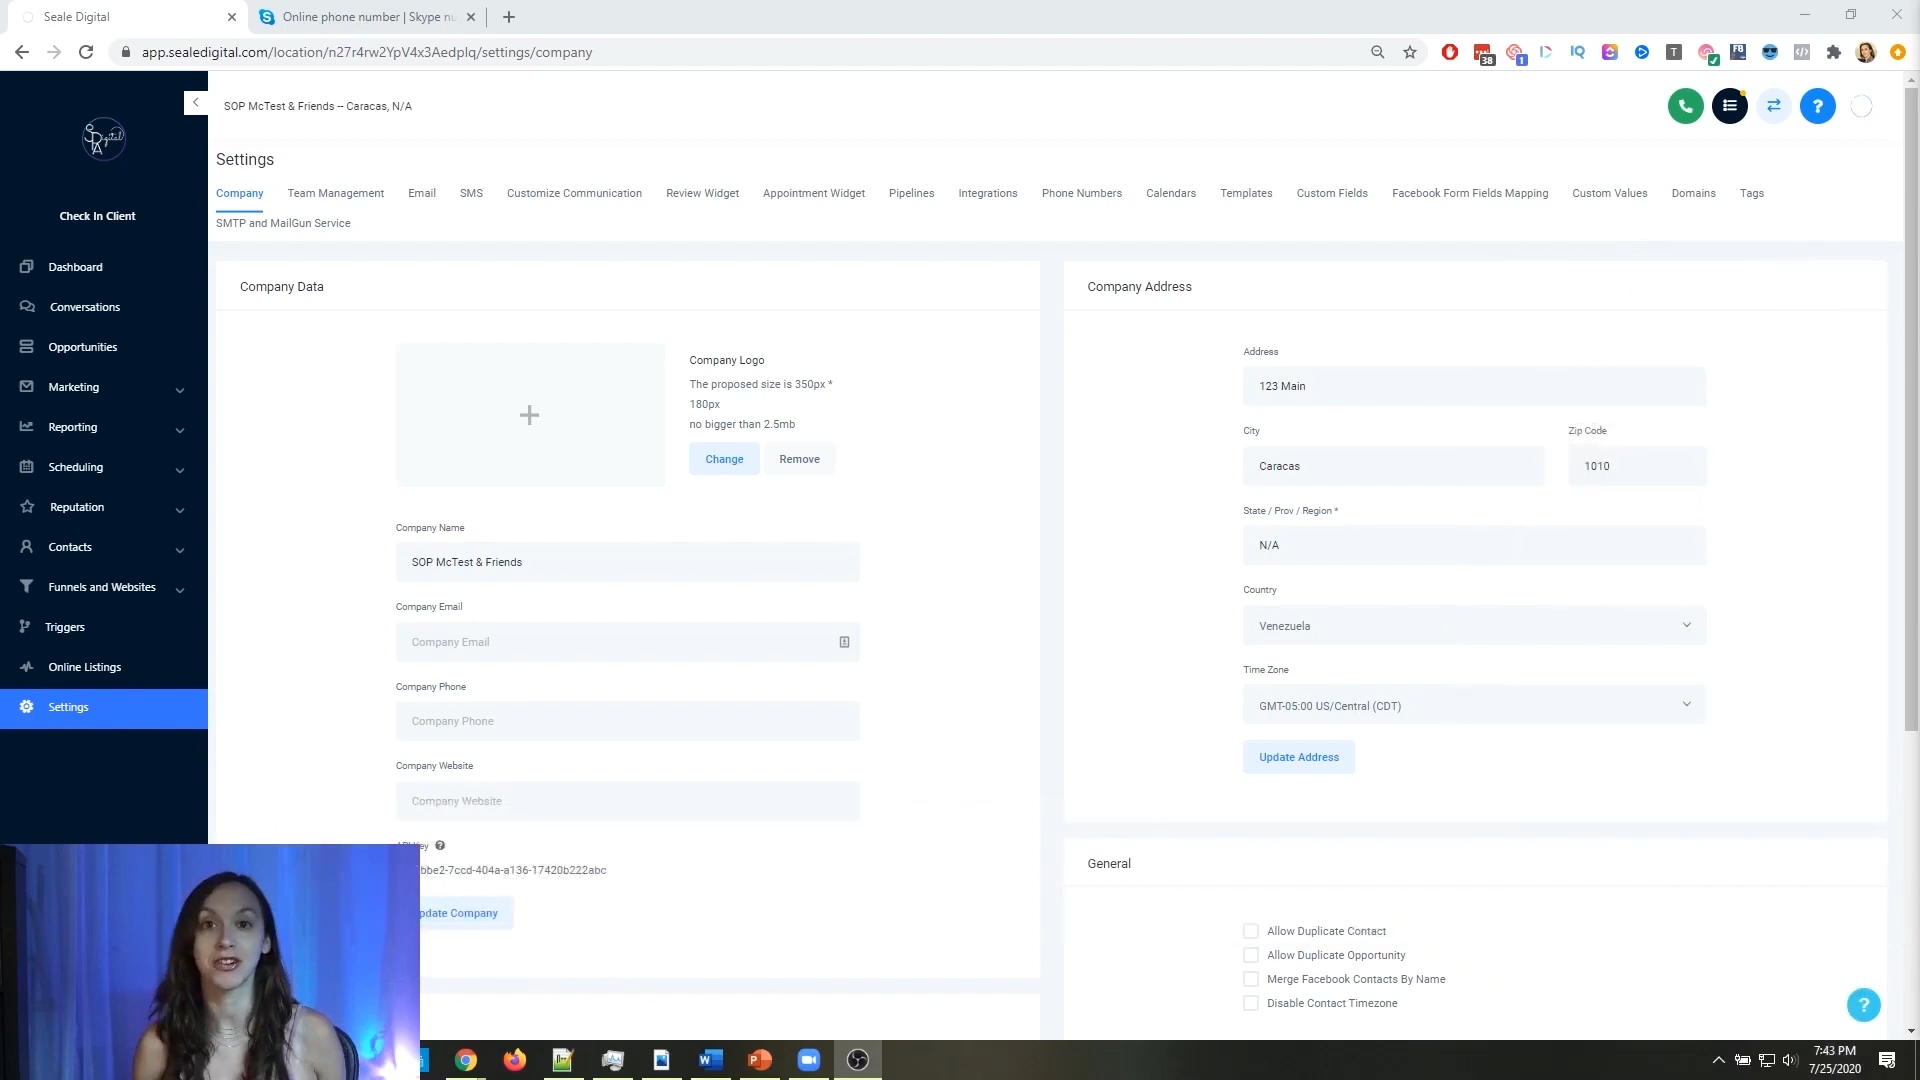 Seale Digital
Online phone number | Skype nu
app.sealedigital.com/location/n27r4rw2YpV4x3Aedplq/settings/company
38
1
IQ
T
FB
SOP McTest & Friends -- Caracas, N/A
Settings
Company Team Management Email SMS Customize Communication Review Widget Appointment Widget Pipelines Integrations Phone Numbers Calendars Templates Custom Fields Facebook Form Fields Mapping Custom Values Domains Tags
SMTP and MailGun Service
Check In Client
Dashboard
Conversations
Opportunities
Marketing
Reporting
Scheduling
Reputation
Contacts
Funnels and Websites
Triggers
Online Listings
Settings
Company Data
Company Logo
The proposed size is 350px *
180px
no bigger than 2.5mb
Change Remove
Company Name
SOP McTest & Friends
Company Email
Company Email
Company Phone
Company Phone
Company Website
Company Website
bbe2-7ccd-404a-a136-17420b222abc
pdate Company
Company Address
Address
123 Main
City Zip Code
Caracas 1010
State / Prov / Region *
N/A
Country
Venezuela
Time Zone
GMT-05:00 US/Central (CDT)
Update Address
General
Allow Duplicate Contact
Allow Duplicate Opportunity
Merge Facebook Contacts By Name
Disable Contact Timezone
7:43 PM
7/25/2020